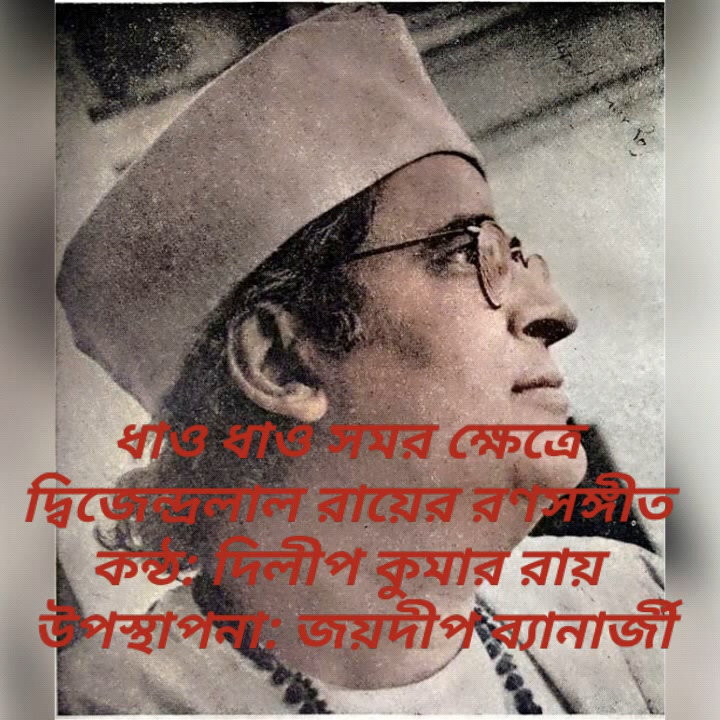 ধাও ধাও সমর ক্ষেত্রে
দ্বিজেন্দ্রলাল রায়ের রণসঙ্গীত
কন্ঠ: দিলীপ কুমার রায়
উপস্থাপনা: জয়দীপ ব্যানার্জী